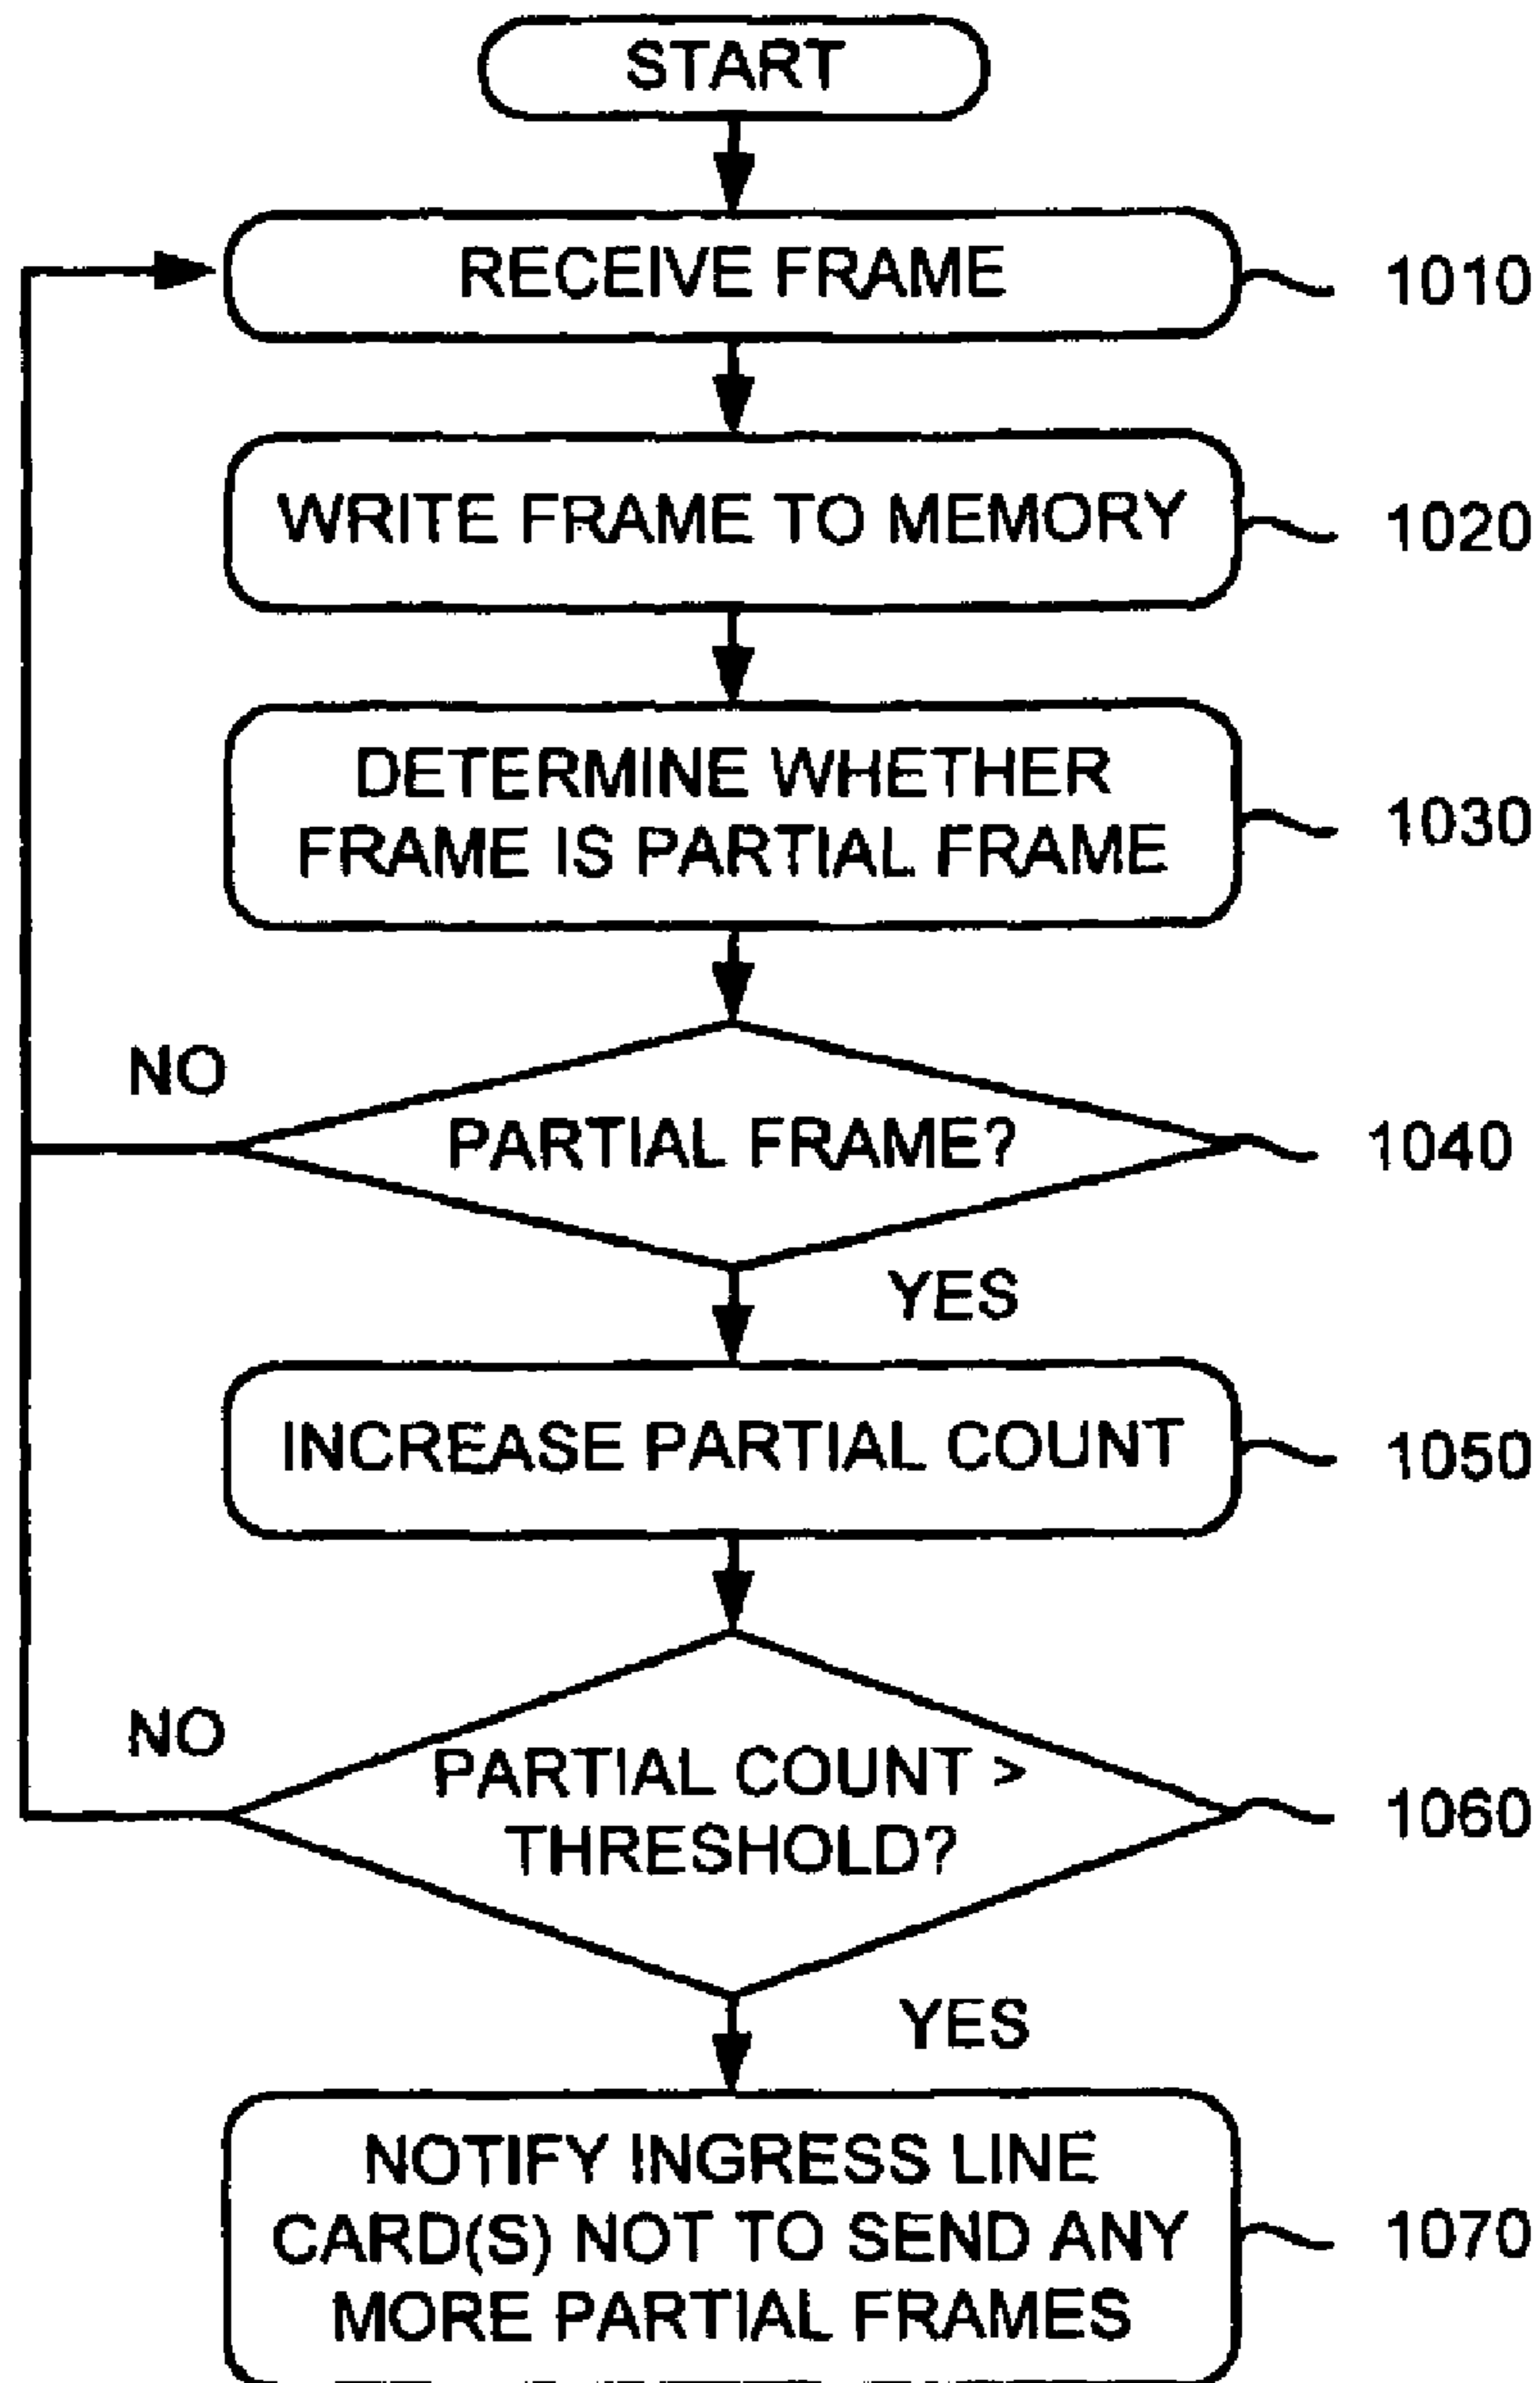 START
RECEIVE FRAME
1010
WRITE FRAME TO MEMORY
1020
DETERMINE WHETHER
FRAME IS PARTIAL FRAME
1030
NO
PARTIAL FRAME?
1040
YES
INCREASE PARTIAL COUNT
1050
NO
PARTIAL COUNT >
THRESHOLD?
1060
YES
NOTIFY INGRESS LINE
CARD(S) NOT TO SEND ANY
MORE PARTIAL FRAMES
1070